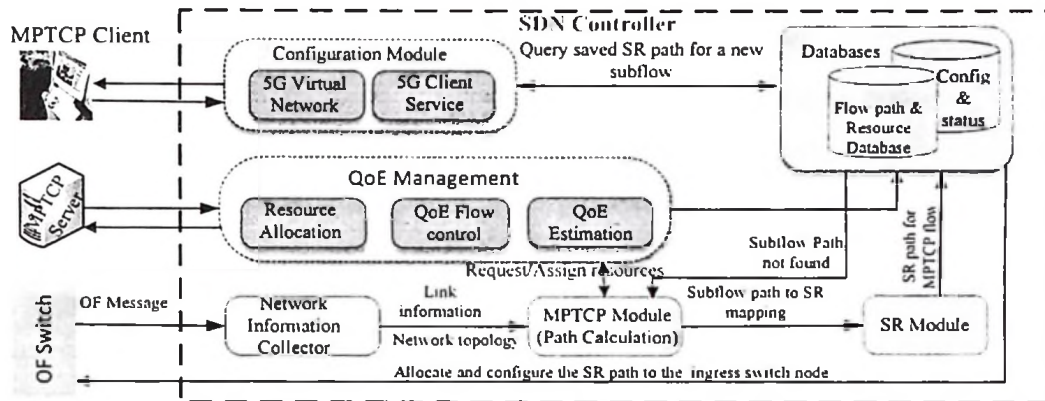 SDN Controller
MPTCP Client
Configuration Module
5G Virtual
Network
5G Client
Service
Query saved SR path for a new
subflow
Databases
Config
&
status
Flow path &
Resource
Database
MPTCP
Server
QoE Management
Resource
Allocation
QoE Flow
control
QoE
Estimation
Request/Assign resources
Subflow Path
not found
SR path for
MPTCP flow
OF Switch
OF Message
Network
Information
Collector
Link
information
Network topology
MPTCP Module
(Path Calculation)
Subflow path to SR
mapping
SR Module
Allocate and configure the SR path to the ingress switch node